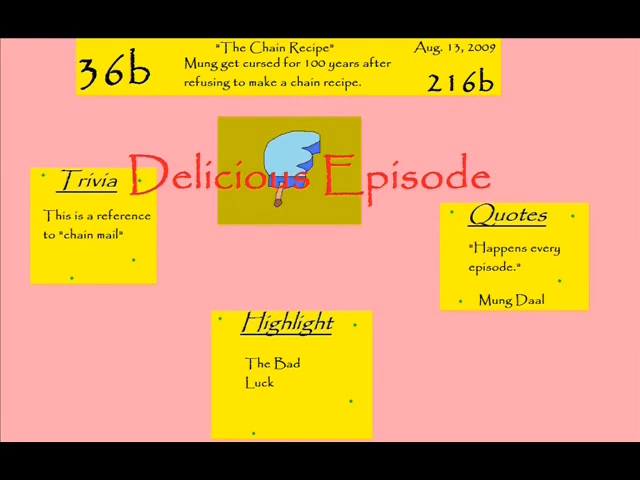 36b
"The Chain Recipe"
Mung get cursed for 100 years after
refusing to make a chain recipe.
Aug. 13, 2009
216b
Delicious Episode
Trivia
This is a reference
to "chain mail"
Quotes
"Happens every
episode."
Mung Daal
Highlight
The Bad
Luck